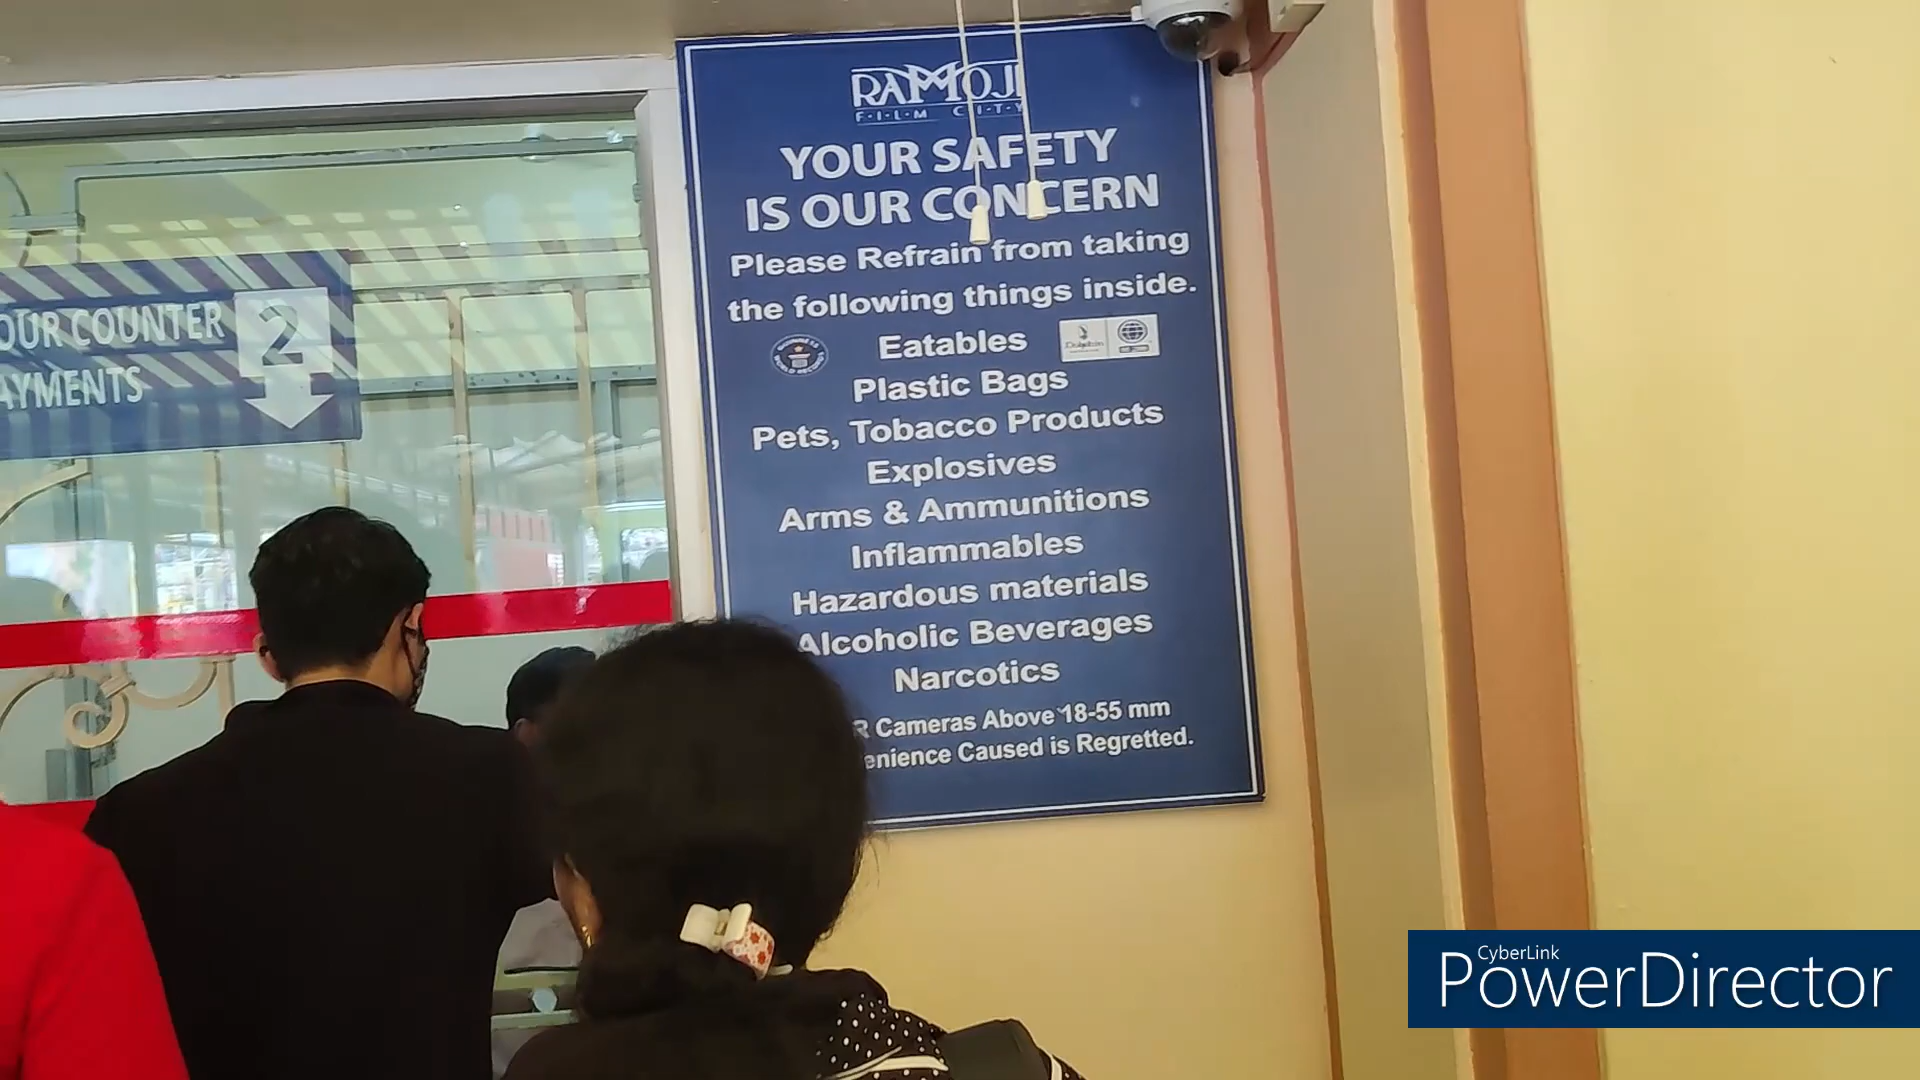 RAMOJI
FILM CITY
YOUR SAFETY
IS OUR CONCERN
Please Refrain from taking
the following things inside.
Eatables
Plastic Bags
Pets, Tobacco Products
Explosives
Arms & Ammunitions
Inflammables
Hazardous materials
Alcoholic Beverages
Narcotics
Cameras Above 18-55 mm
Caused is Regretted.
OUR COUNTER
2
AYMENTS
CyberLink
PowerDirector